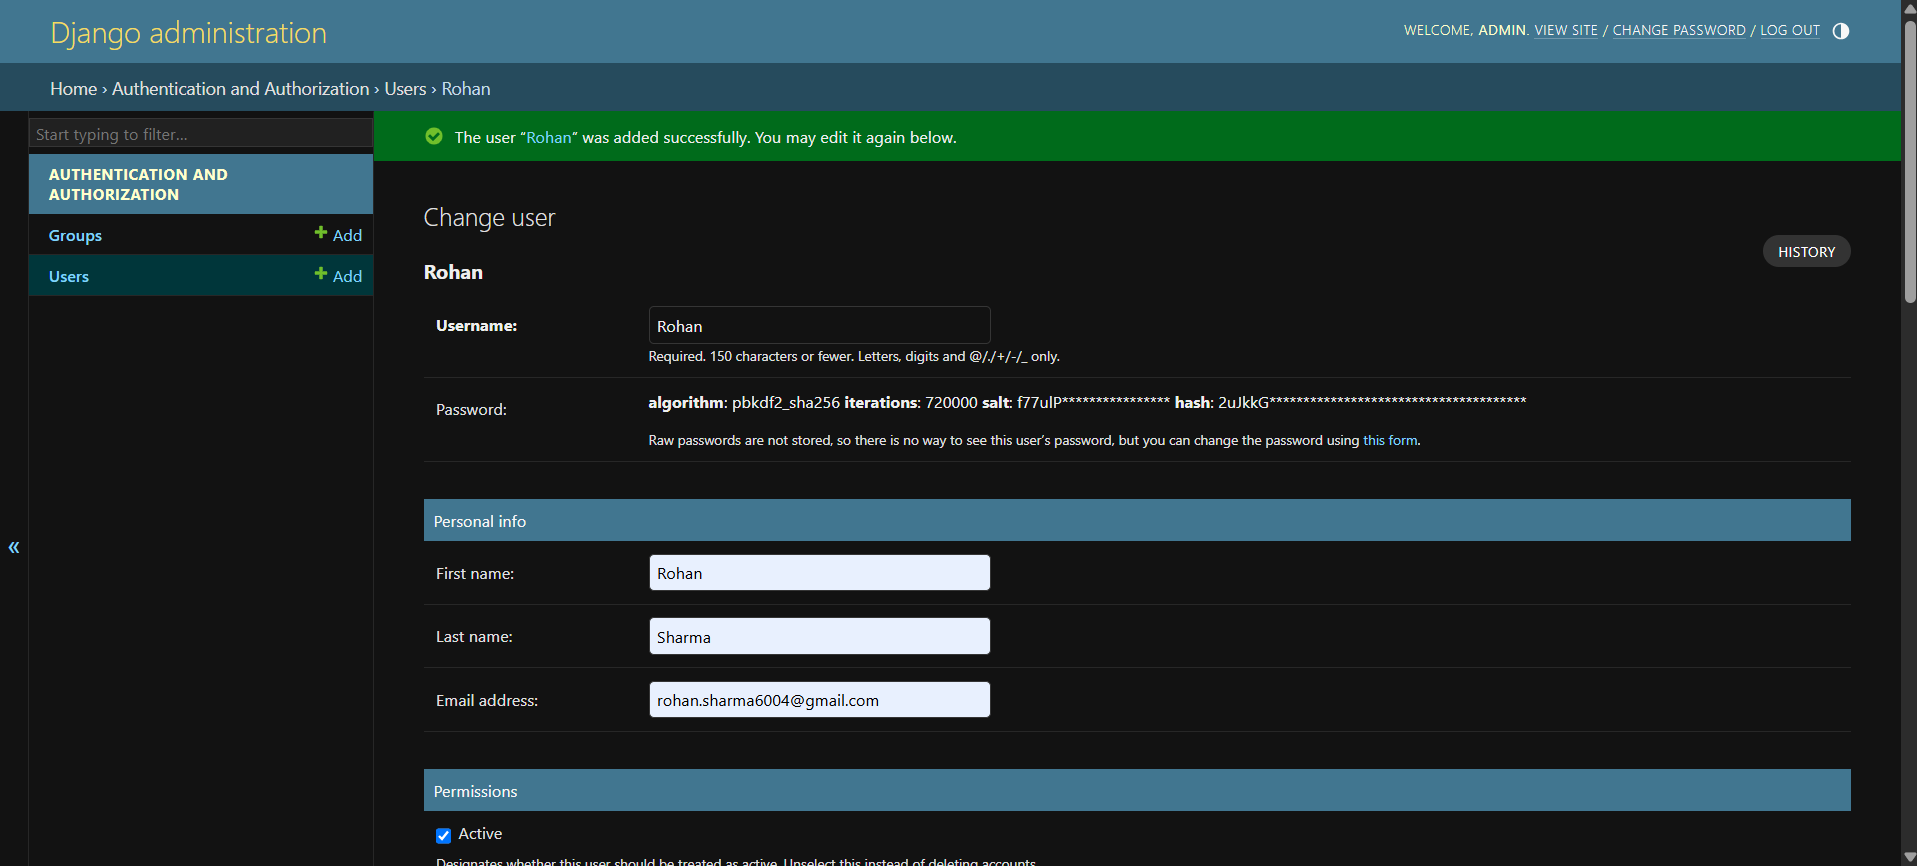 Django administration
WELCOME, ADMIN. VIEW SITE / CHANGE PASSWORD / LOG OUT
Home › Authentication and Authorization › Users › Rohan
Start typing to filter...
AUTHENTICATION AND
AUTHORIZATION
Groups
Add
Users
Add
«
The user “Rohan” was added successfully. You may edit it again below.
Change user
HISTORY
Rohan
Username:
Rohan
Required. 150 characters or fewer. Letters, digits and @/./+/-/_ only.
Password:
algorithm: pbkdf2_sha256 iterations: 720000 salt: f77ulP**************** hash: 2uJkkG**************************************
Raw passwords are not stored, so there is no way to see this user’s password, but you can change the password using this form.
Personal info
First name:
Rohan
Last name:
Sharma
Email address:
rohan.sharma6004@gmail.com
Permissions
Active
Designates whether this user should be treated as active. Unselect this instead of deleting accounts.